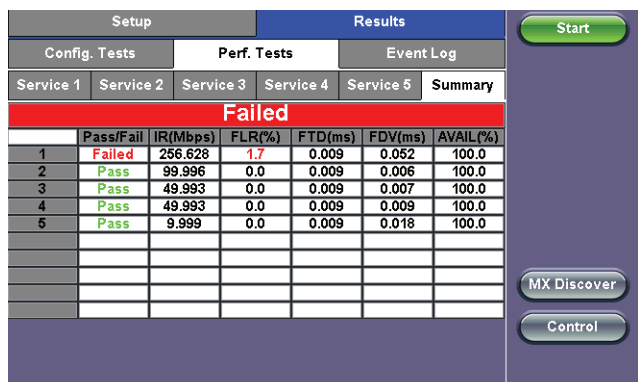 Setup Results Start
Config. Tests Perf. Tests Event Log
Service 1 Service 2 Service 3 Service 4 Service 5 Summary
Failed
Pass/Fail IR(Mbps) FLR(%) FTD(ms) FDV(ms) AVAIL(%)
1 Failed 256.628 1.7 0.009 0.052 100.0
2 Pass 99.996 0.0 0.009 0.006 100.0
3 Pass 49.993 0.0 0.009 0.007 100.0
4 Pass 49.993 0.0 0.009 0.009 100.0
5 Pass 9.999 0.0 0.009 0.018 100.0
MX Discover
Control